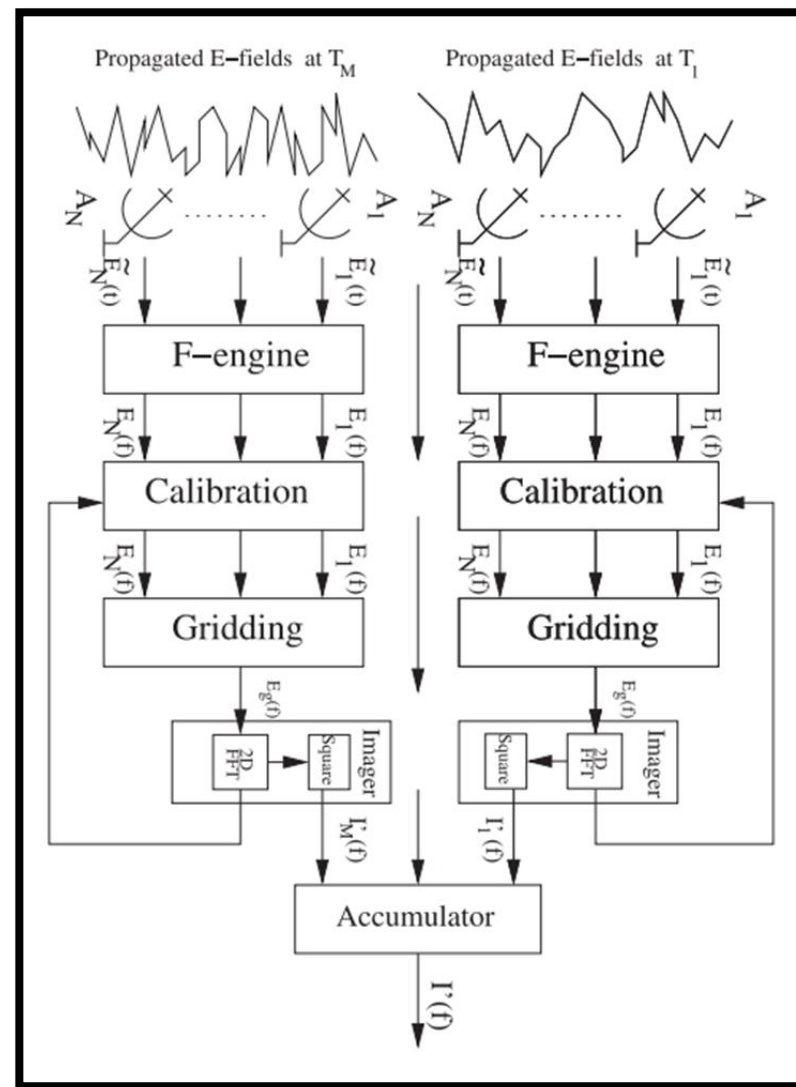 Propagated E−fields at T_M
Propagated E−fields at T_1
A_N
A_1
A_N
A_1
Ẽ_N(t)
Ẽ_1(t)
Ẽ_N(t)
Ẽ_1(t)
F−engine
F−engine
E_N(f)
E_1(f)
E_N(f)
E_1(f)
Calibration
Calibration
E_N(f)
E_1(f)
E_N(f)
E_1(f)
Gridding
Gridding
E_g(f)
E_g(f)
2D
FFT
Square
Imager
Square
2D
FFT
Imager
I'_M(f)
I'_1(f)
Accumulator
I'(f)